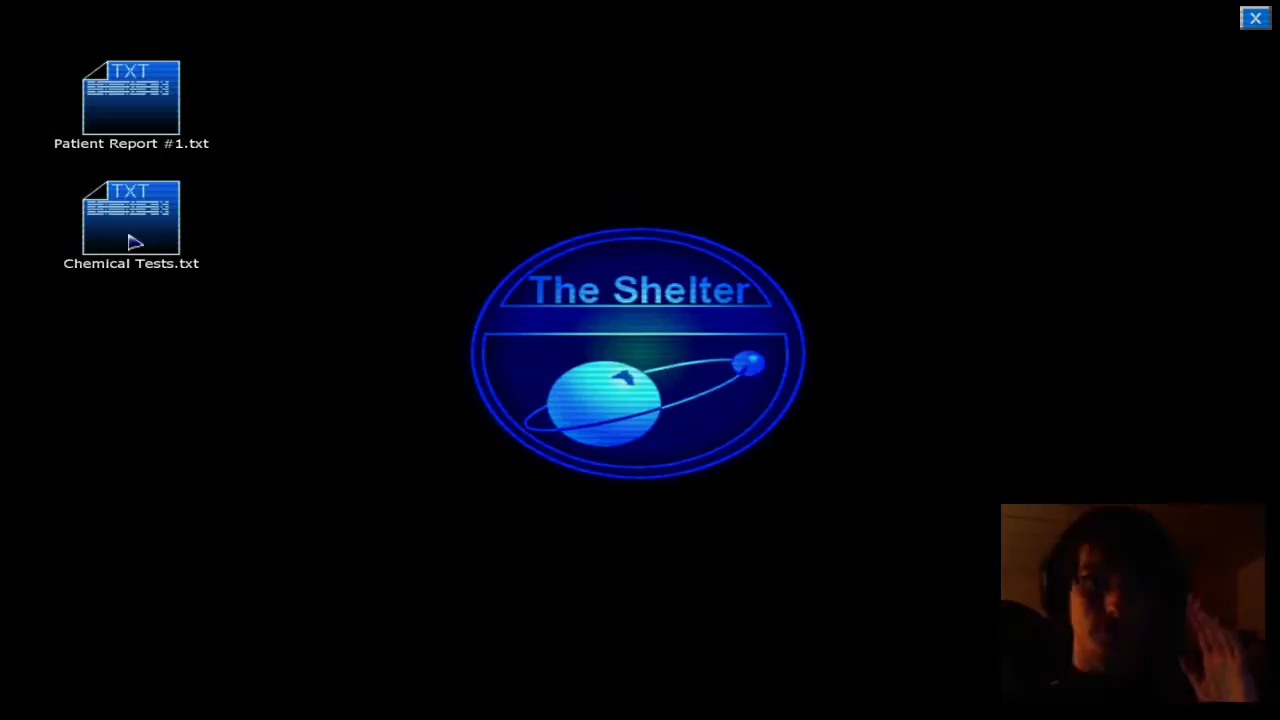 X
TXT
Patient Report #1.txt
TXT
Chemical Tests.txt
The Shelter